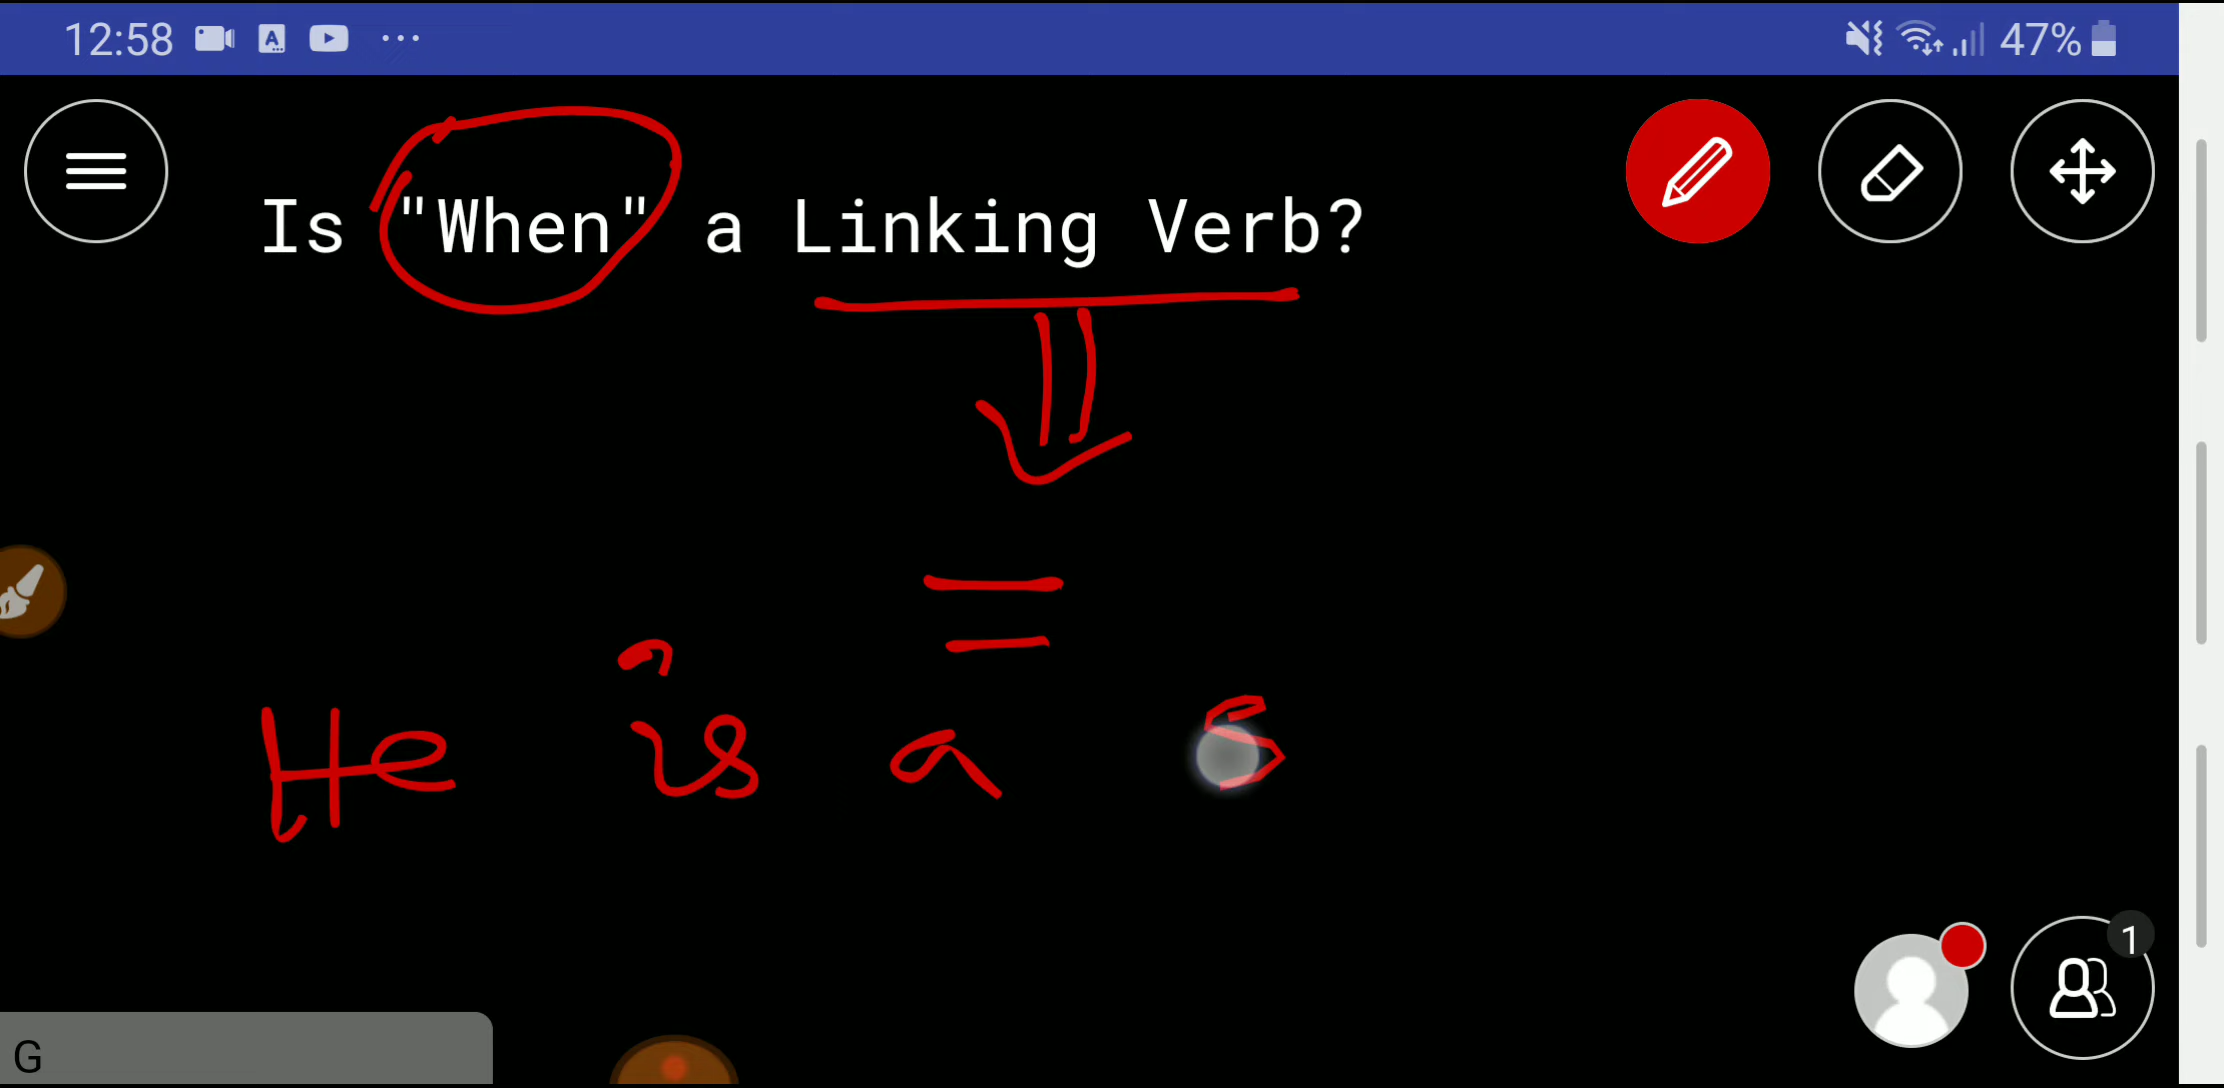 12:58 A 47%
Is "When" a Linking Verb?
=
He is a S
1
G